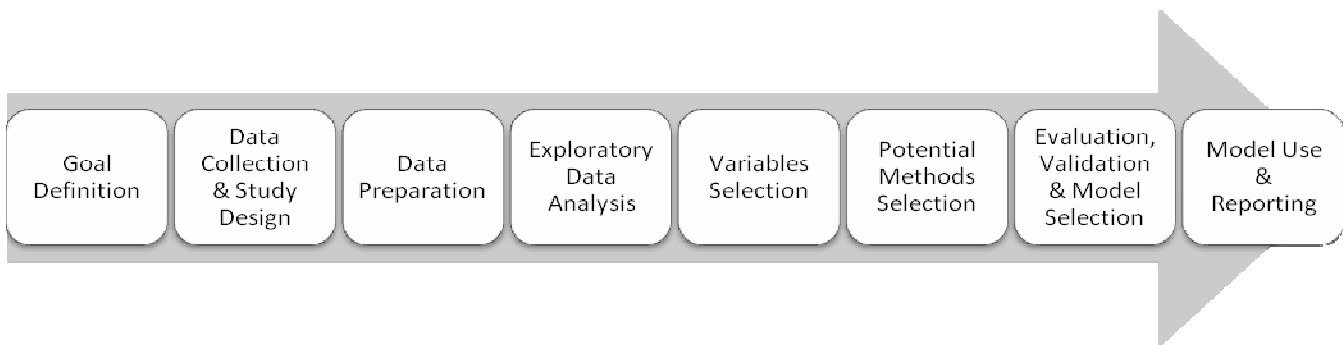 Goal
Definition
Data
Collection
& Study
Design
Data
Preparation
Exploratory
Data
Analysis
Variables
Selection
Potential
Methods
Selection
Evaluation,
Validation
& Model
Selection
Model Use
&
Reporting